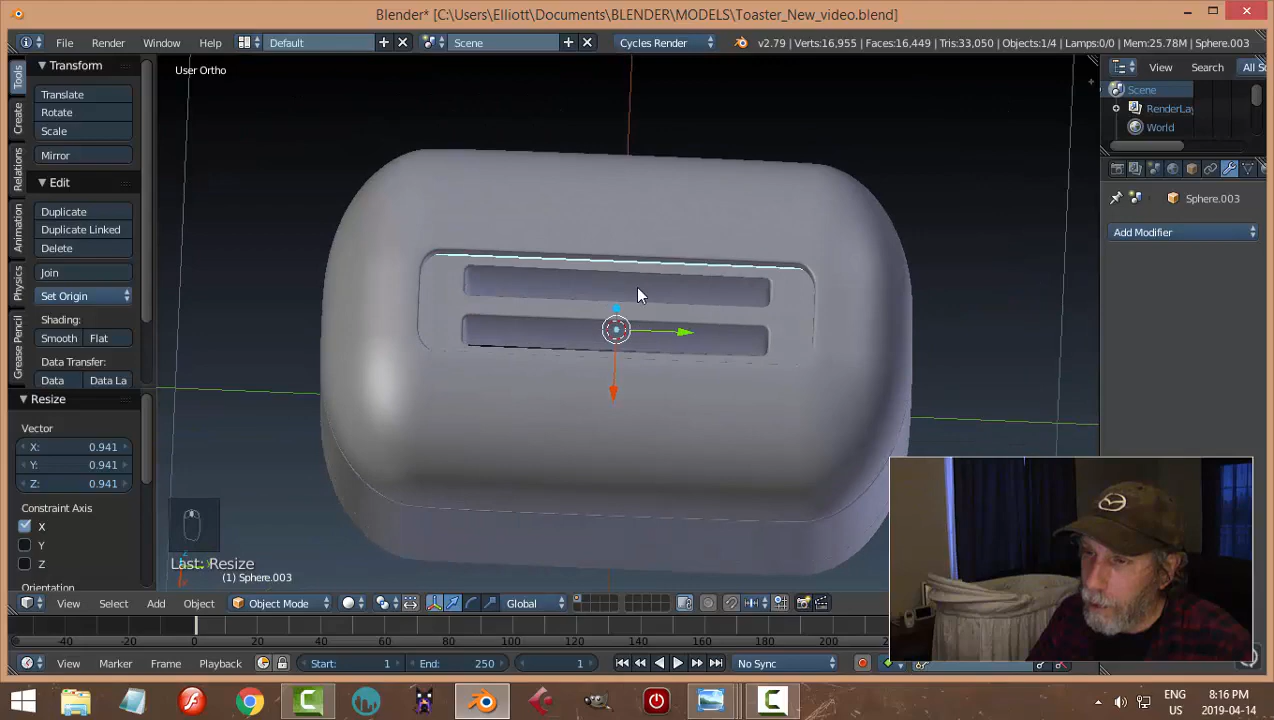 Blender* [C:\Users\Elliott\Documents\BLENDER\MODELS\Toaster_New_video.blend]
File Render Window Help Default Scene Cycles Render v2.79 | Verts:16,955 | Faces:16,449 | Tris:33,050 | Objects:1/4 | Lamps:0/0 | Mem:25.78M | Sphere.003
Tools
Create
Relations
Animation
Physics
Grease Pencil
Transform
Translate
Rotate
Scale
Mirror
Edit
Duplicate
Duplicate Linked
Delete
Join
Set Origin
Shading:
Smooth Flat
Data Transfer:
Data Data La
Resize
Vector
X: 0.941
Y: 0.941
Z: 0.941
Constraint Axis
X
Y
Z
Orientation
User Ortho
Last: Resize
(1) Sphere.003
View Search All S
Scene
RenderLay
World
Sphere.003
Add Modifier
View Select Add Object Object Mode Global
-40 -20 0 20 40 60 80 100 120 140 160 180 200
View Marker Frame Playback Start: 1 End: 250 1 No Sync
ENG 8:16 PM
US 2019-04-14